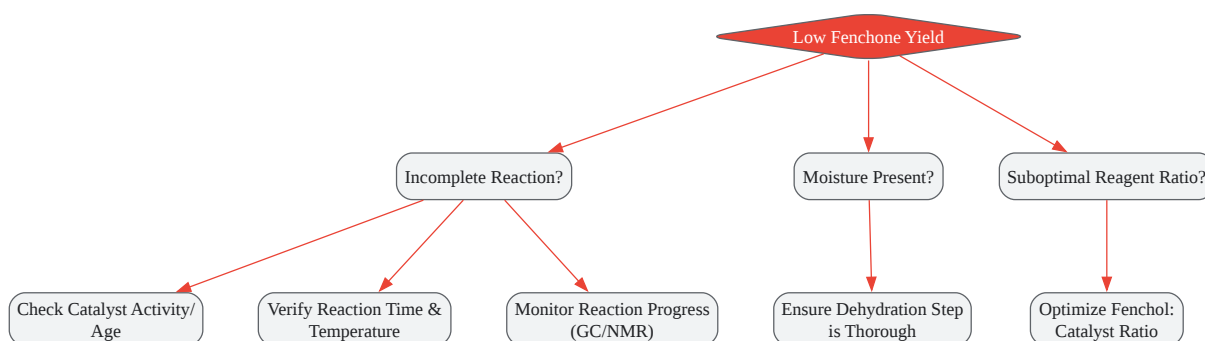 Low Fenchone Yield
Incomplete Reaction?
Moisture Present?
Suboptimal Reagent Ratio?
Check Catalyst Activity/
Age
Verify Reaction Time &
Temperature
Monitor Reaction Progress
(GC/NMR)
Ensure Dehydration Step
is Thorough
Optimize Fenchol:
Catalyst Ratio